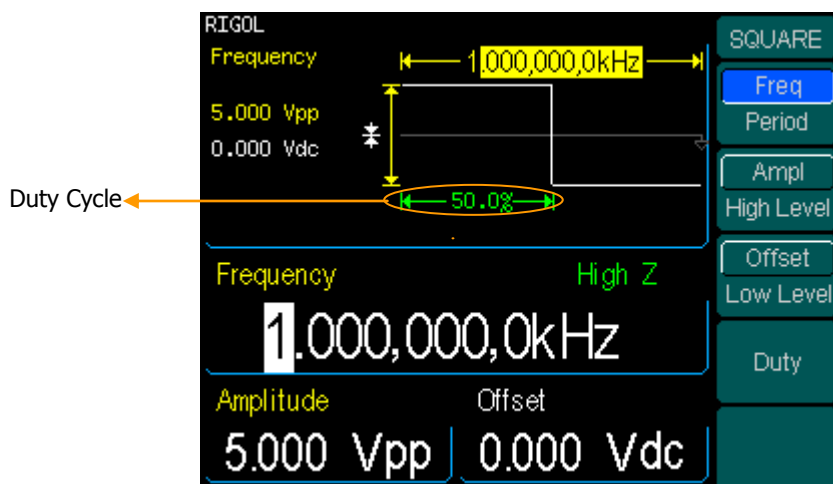 RIGOL
Frequency
1.000,000,0kHz
5.000 Vpp
0.000 Vdc
Duty Cycle
50.0%
Frequency
High Z
1.000,000,0kHz
Amplitude
Offset
5.000 Vpp
0.000 Vdc
SQUARE
Freq
Period
Ampl
High Level
Offset
Low Level
Duty